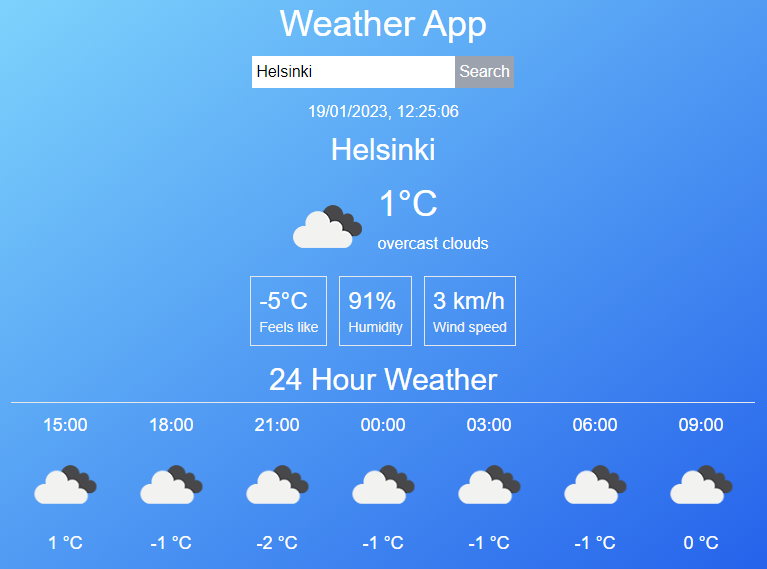 Weather App
Helsinki Search
19/01/2023, 12:25:06
Helsinki
1°C
overcast clouds
-5°C 91% 3 km/h
Feels like Humidity Wind speed
24 Hour Weather
15:00 18:00 21:00 00:00 03:00 06:00 09:00
1 °C -1 °C -2 °C -1 °C -1 °C -1 °C 0 °C